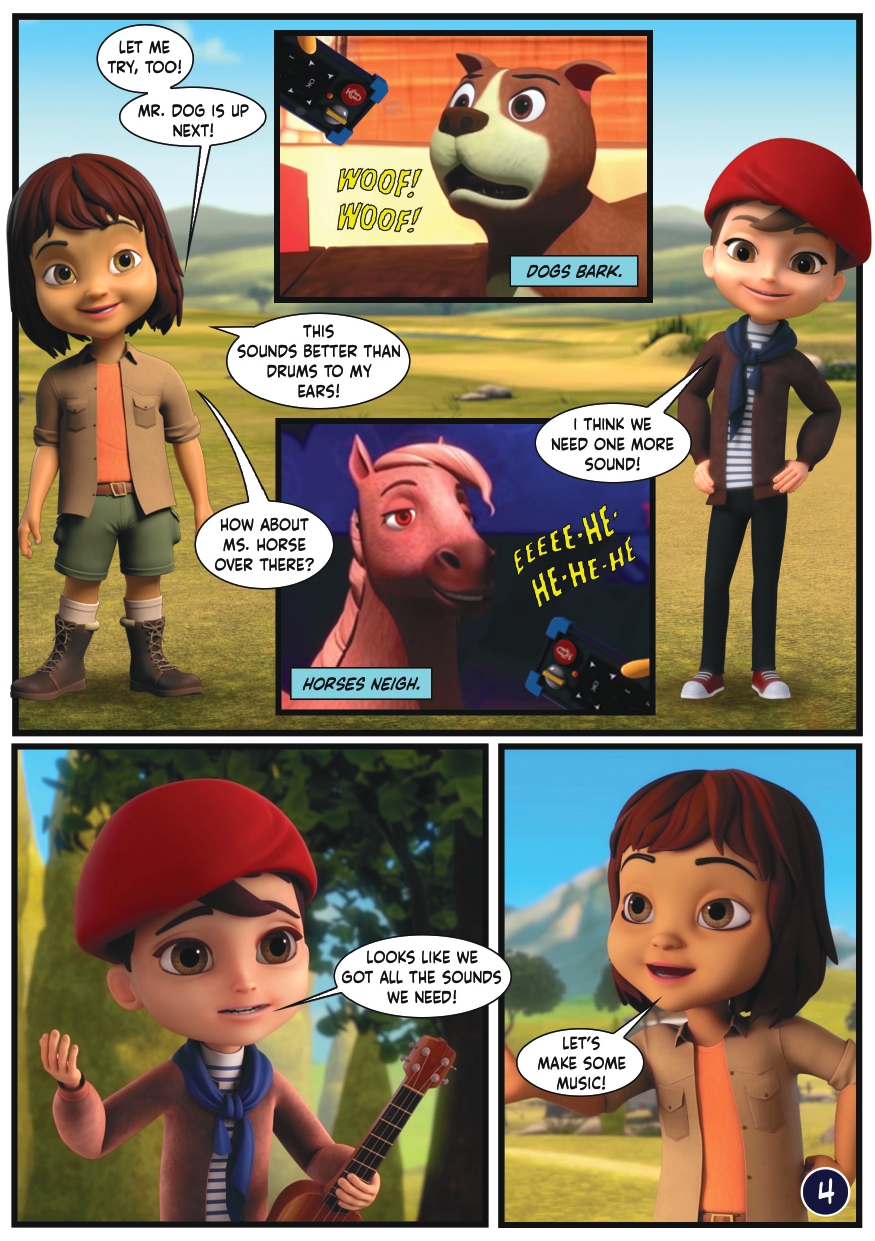 LET ME
TRY, TOO!
MR. DOG IS UP
NEXT!
WOOF!
WOOF!
DOGS BARK.
THIS
SOUNDS BETTER THAN
DRUMS TO MY
EARS!
I THINK WE
NEED ONE MORE
SOUND!
HOW ABOUT
MS. HORSE
OVER THERE?
EEEEE-HE-
HE-HE-HE
OK
HORSES NEIGH.
LOOKS LIKE WE
GOT ALL THE SOUNDS
WE NEED!
LET'S
MAKE SOME
MUSIC!
4